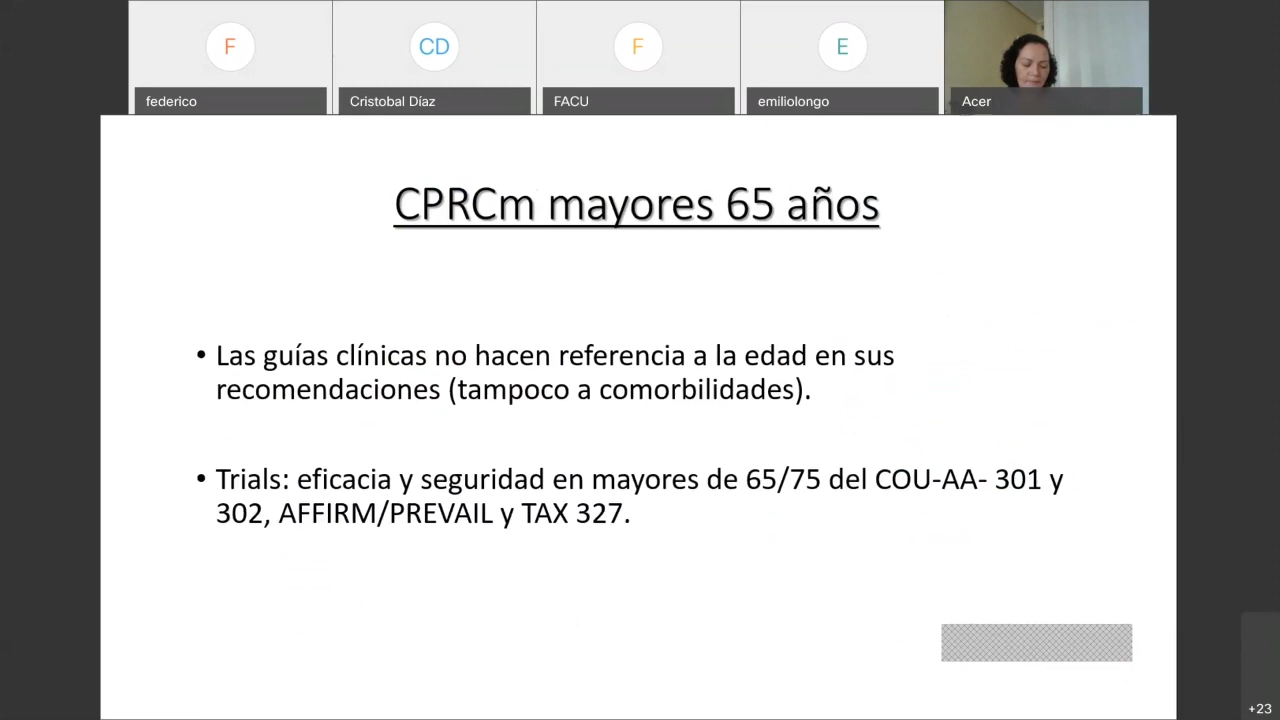 F
CD
F
E
federico
Cristobal Díaz
FACU
emiliolongo
Acer
CPRCm mayores 65 años
• Las guías clínicas no hacen referencia a la edad en sus
recomendaciones (tampoco a comorbilidades).
• Trials: eficacia y seguridad en mayores de 65/75 del COU-AA- 301 y
302, AFFIRM/PREVAIL y TAX 327.
+23